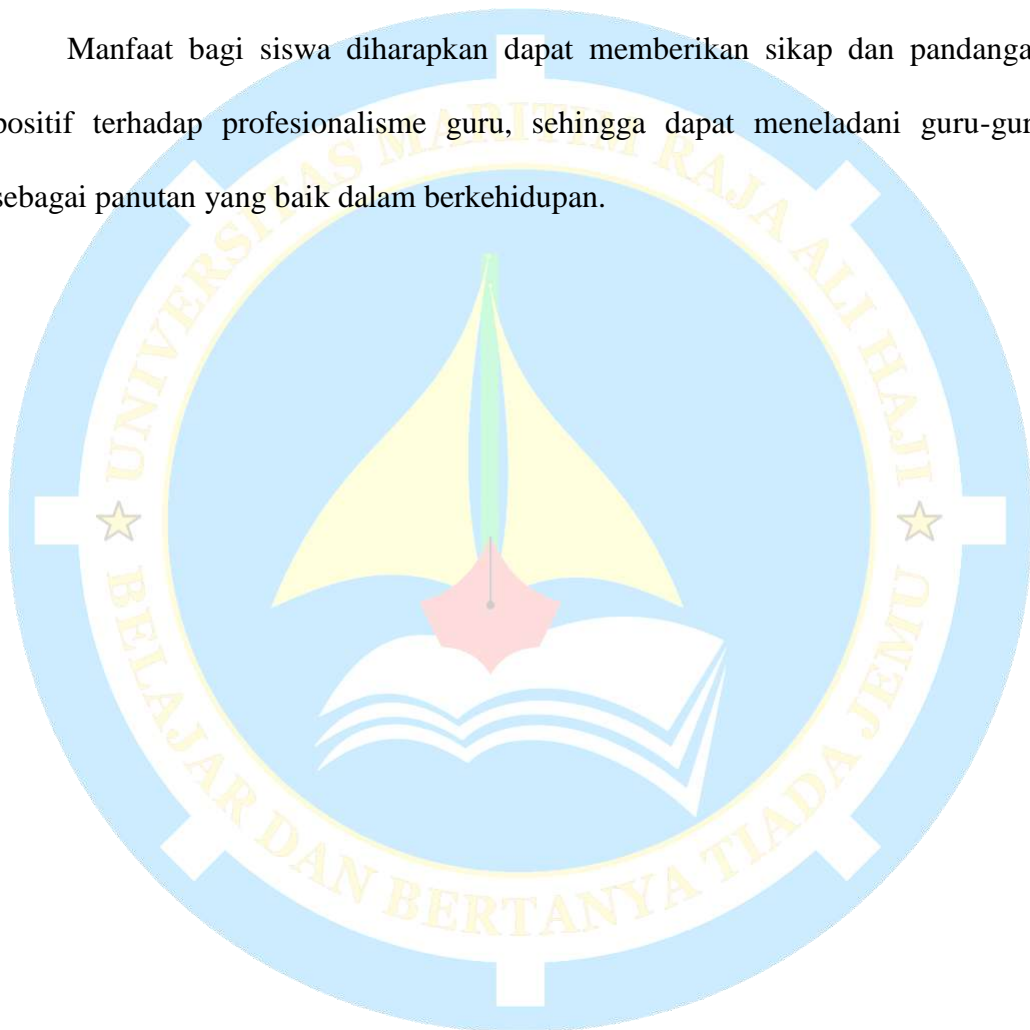 Manfaat bagi siswa diharapkan dapat memberikan sikap dan pandanga
positif terhadap profesionalisme guru, sehingga dapat meneladani guru-gur
sebagai panutan yang baik dalam berkehidupan.
UNIVERSITAS MARITIM RAJA ALI HAJI
BELAJAR DAN BERTANYA TIADA JEMU